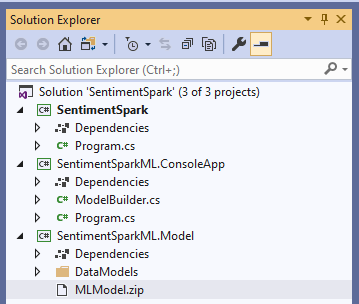 Solution Explorer
Search Solution Explorer (Ctrl+;)
Solution 'SentimentSpark' (3 of 3 projects)
C# SentimentSpark
Dependencies
C# Program.cs
C# SentimentSparkML.ConsoleApp
Dependencies
C# ModelBuilder.cs
C# Program.cs
C# SentimentSparkML.Model
Dependencies
DataModels
MLModel.zip